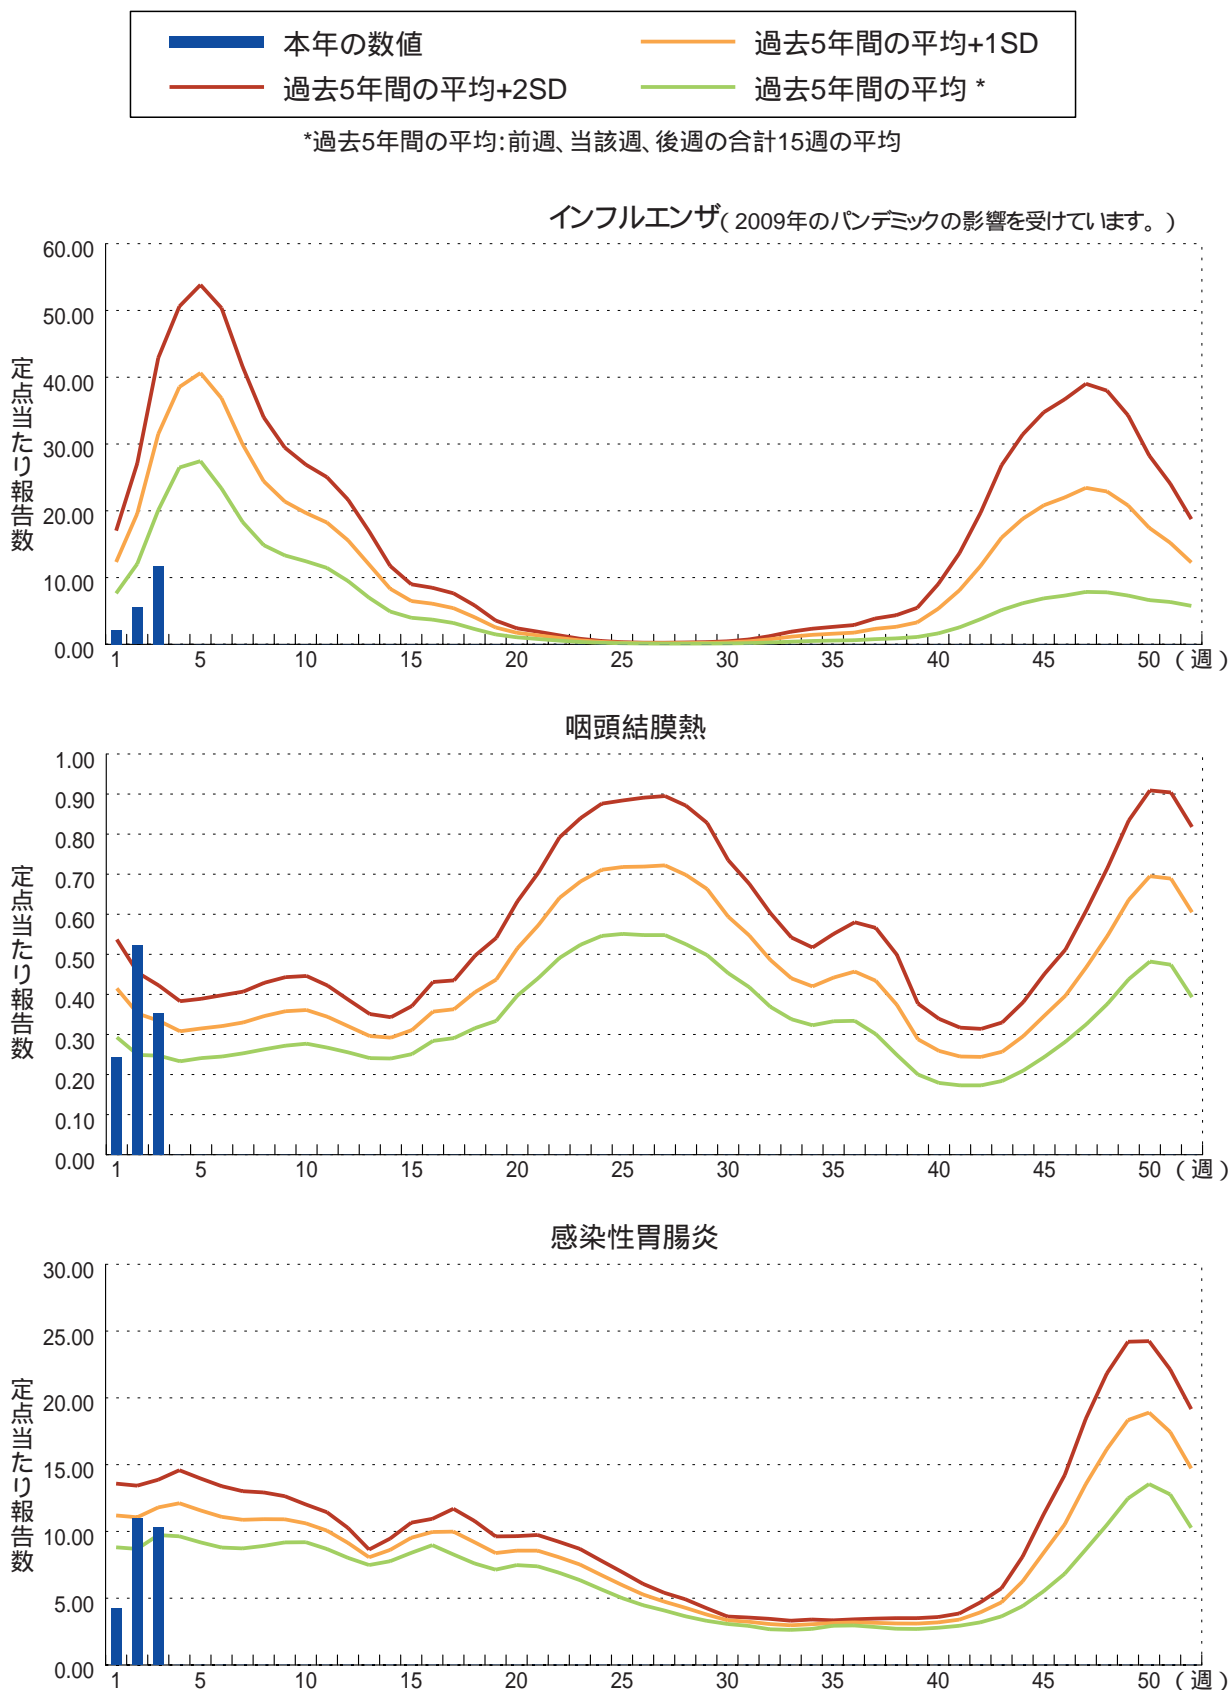 本年の数値
過去5年間の平均+1SD
過去5年間の平均+2SD
過去5年間の平均 *
*過去5年間の平均:前週、当該週、後週の合計15週の平均
インフルエンザ( 2009年のパンデミックの影響を受けています。 )
定点当たり報告数
60.00
50.00
40.00
30.00
20.00
10.00
0.00
1 5 10 15 20 25 30 35 40 45 50 (週)
咽頭結膜熱
定点当たり報告数
1.00
0.90
0.80
0.70
0.60
0.50
0.40
0.30
0.20
0.10
0.00
1 5 10 15 20 25 30 35 40 45 50 (週)
感染性胃腸炎
定点当たり報告数
30.00
25.00
20.00
15.00
10.00
5.00
0.00
1 5 10 15 20 25 30 35 40 45 50 (週)